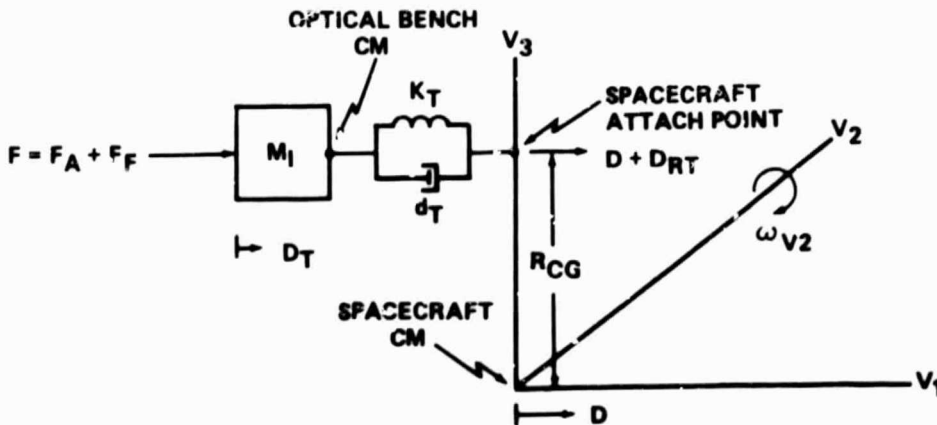 OPTICAL BENCH
CM
V3
KT
SPACECRAFT
ATTACH POINT
V2
F = FA + FF
MI
D + DRT
dT
ωV2
DT
RCG
SPACECRAFT
CM
V1
D